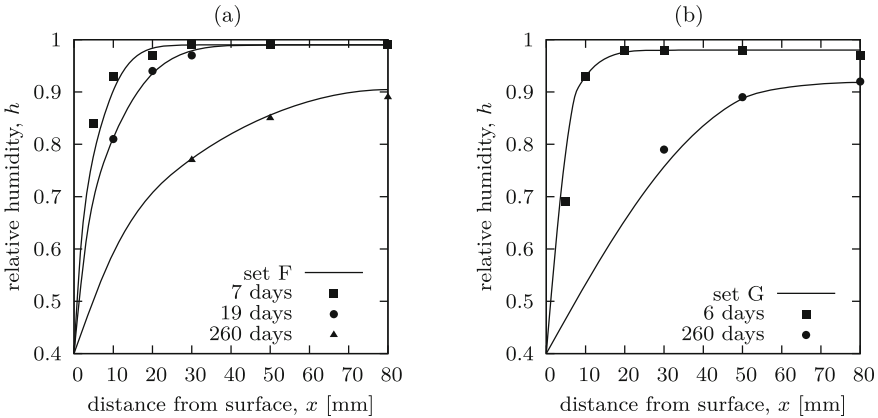 (a)
1
0.9
0.8
0.7
0.6
0.5
0.4
relative humidity, h
set F
7 days
19 days
260 days
0 10 20 30 40 50 60 70 80
distance from surface, x [mm]
(b)
1
0.9
0.8
0.7
0.6
0.5
0.4
relative humidity, h
set G
6 days
260 days
0 10 20 30 40 50 60 70 80
distance from surface, x [mm]